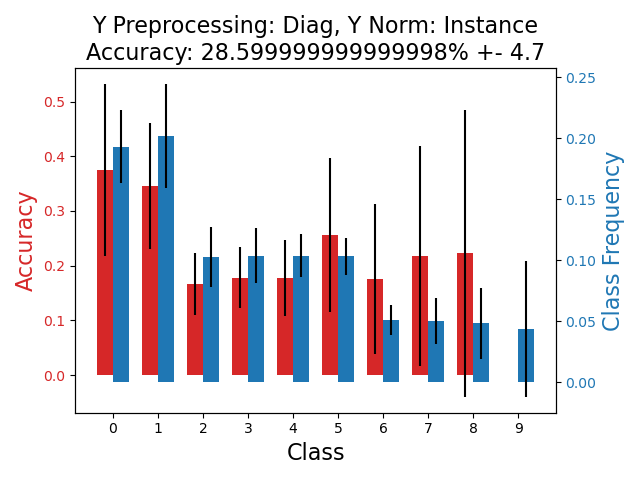 Y Preprocessing: Diag, Y Norm: Instance
Accuracy: 28.599999999999998% +- 4.7
Accuracy
0.5
0.4
0.3
0.2
0.1
0.0
0.25
0.20
0.15
0.10
0.05
0.00
Class Frequency
0 1 2 3 4 5 6 7 8 9
Class